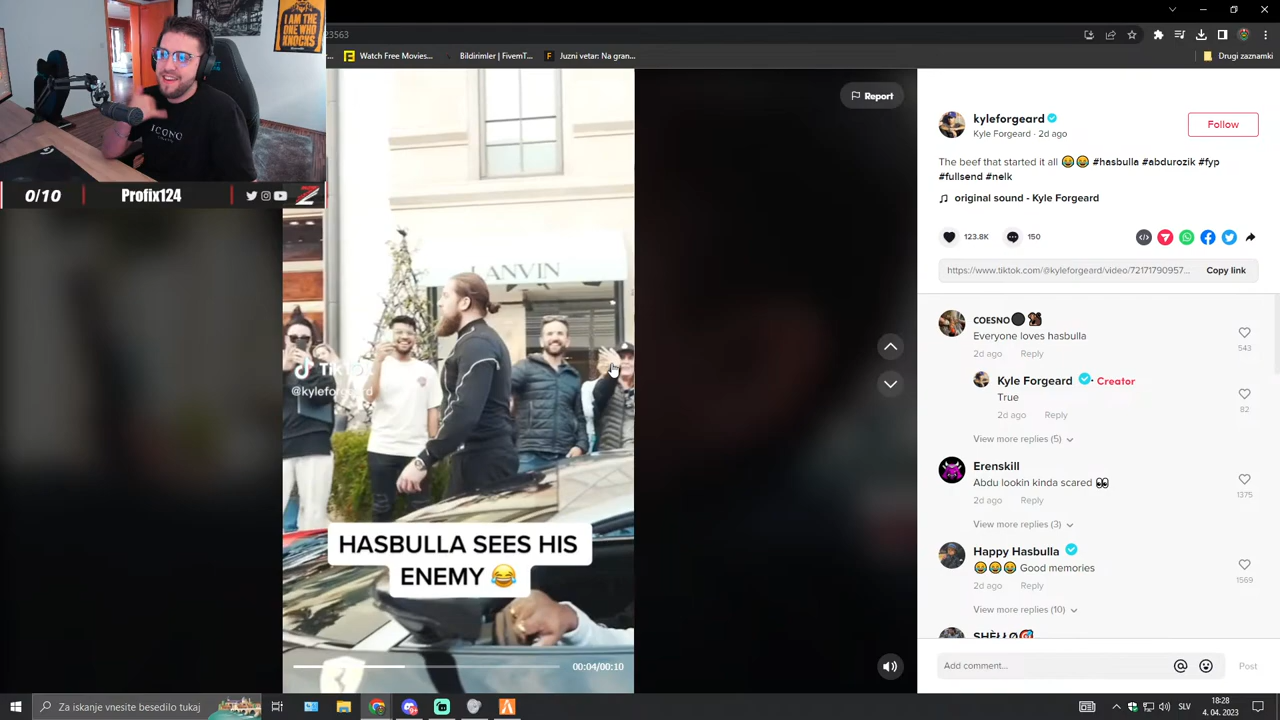 I AM THE
ONE WHO
KNOCKS
ICONO
0/10
Profix124
23563
Watch Free Movies...
Bildirimler | FivemT...
Juzni vetar: Na gran...
Drugi zaznamki
LANVIN
TikTok
@kyleforgeard
HASBULLA SEES HIS
ENEMY 😂
00:04/00:10
Report
kyleforgeard
Kyle Forgeard · 2d ago
Follow
The beef that started it all 😂😂 #hasbulla #abdurozik #fyp
#fullsend #nelk
original sound - Kyle Forgeard
123.8K
150
https://www.tiktok.com/@kyleforgeard/video/72171790957...
Copy link
COESNO
Everyone loves hasbulla
2d ago Reply
543
Kyle Forgeard · Creator
True
2d ago Reply
82
View more replies (5)
Erenskill
Abdu lookin kinda scared 👀
2d ago Reply
1375
View more replies (3)
Happy Hasbulla
😂😂😂 Good memories
2d ago Reply
1569
View more replies (10)
SHËŁŁØ
Add comment...
Post
Za iskanje vnesite besedilo tukaj
SLV
18:28
4. 04. 2023